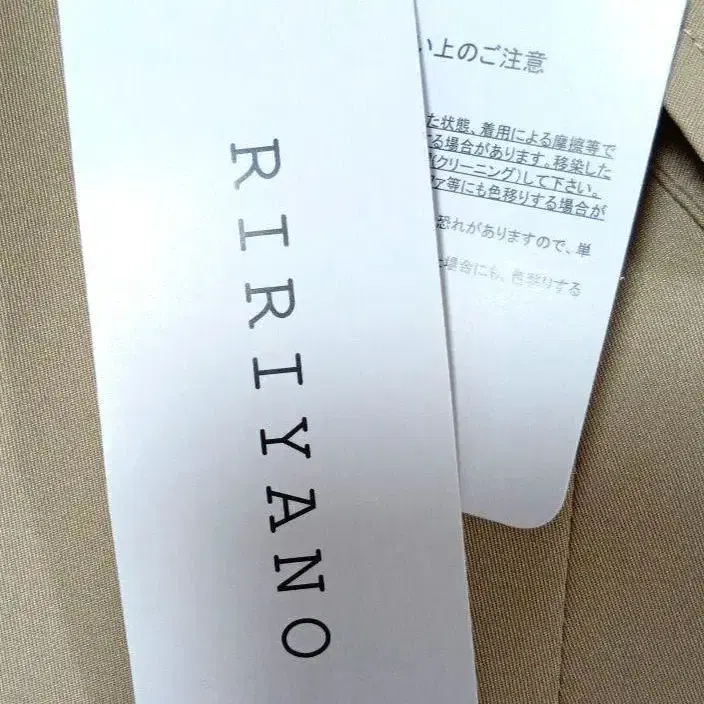 RIRIYANO
い上のご注意
た状態、着用による摩擦等で
る場合があります。移染した
(クリーニング)して下さい。
ァ等にも色移りする場合が
恐れがありますので、単
場合にも、色移りする